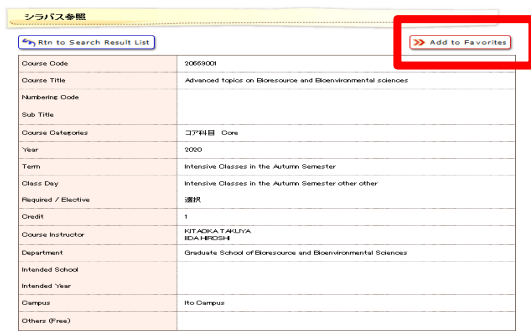 シラバス参照
Rtn to Search Result List
Add to Favorites
Course Code 20659001
Course Title Advanced topics on Bioresource and Bioenvironmental sciences
Numbering Code
Sub Title
Course Categories コア科目 Core
Year 2020
Term Intensive Classes in the Autumn Semester
Class Day Intensive Classes in the Autumn Semester other other
Required / Elective 選択
Credit 1
Course Instructor KITAOKA TAKUYA
IIDA HIROSHI
Department Graduate School of Bioresource and Bioenvironmental Sciences
Intended School
Intended Year
Campus Ito Campus
Others (Free)